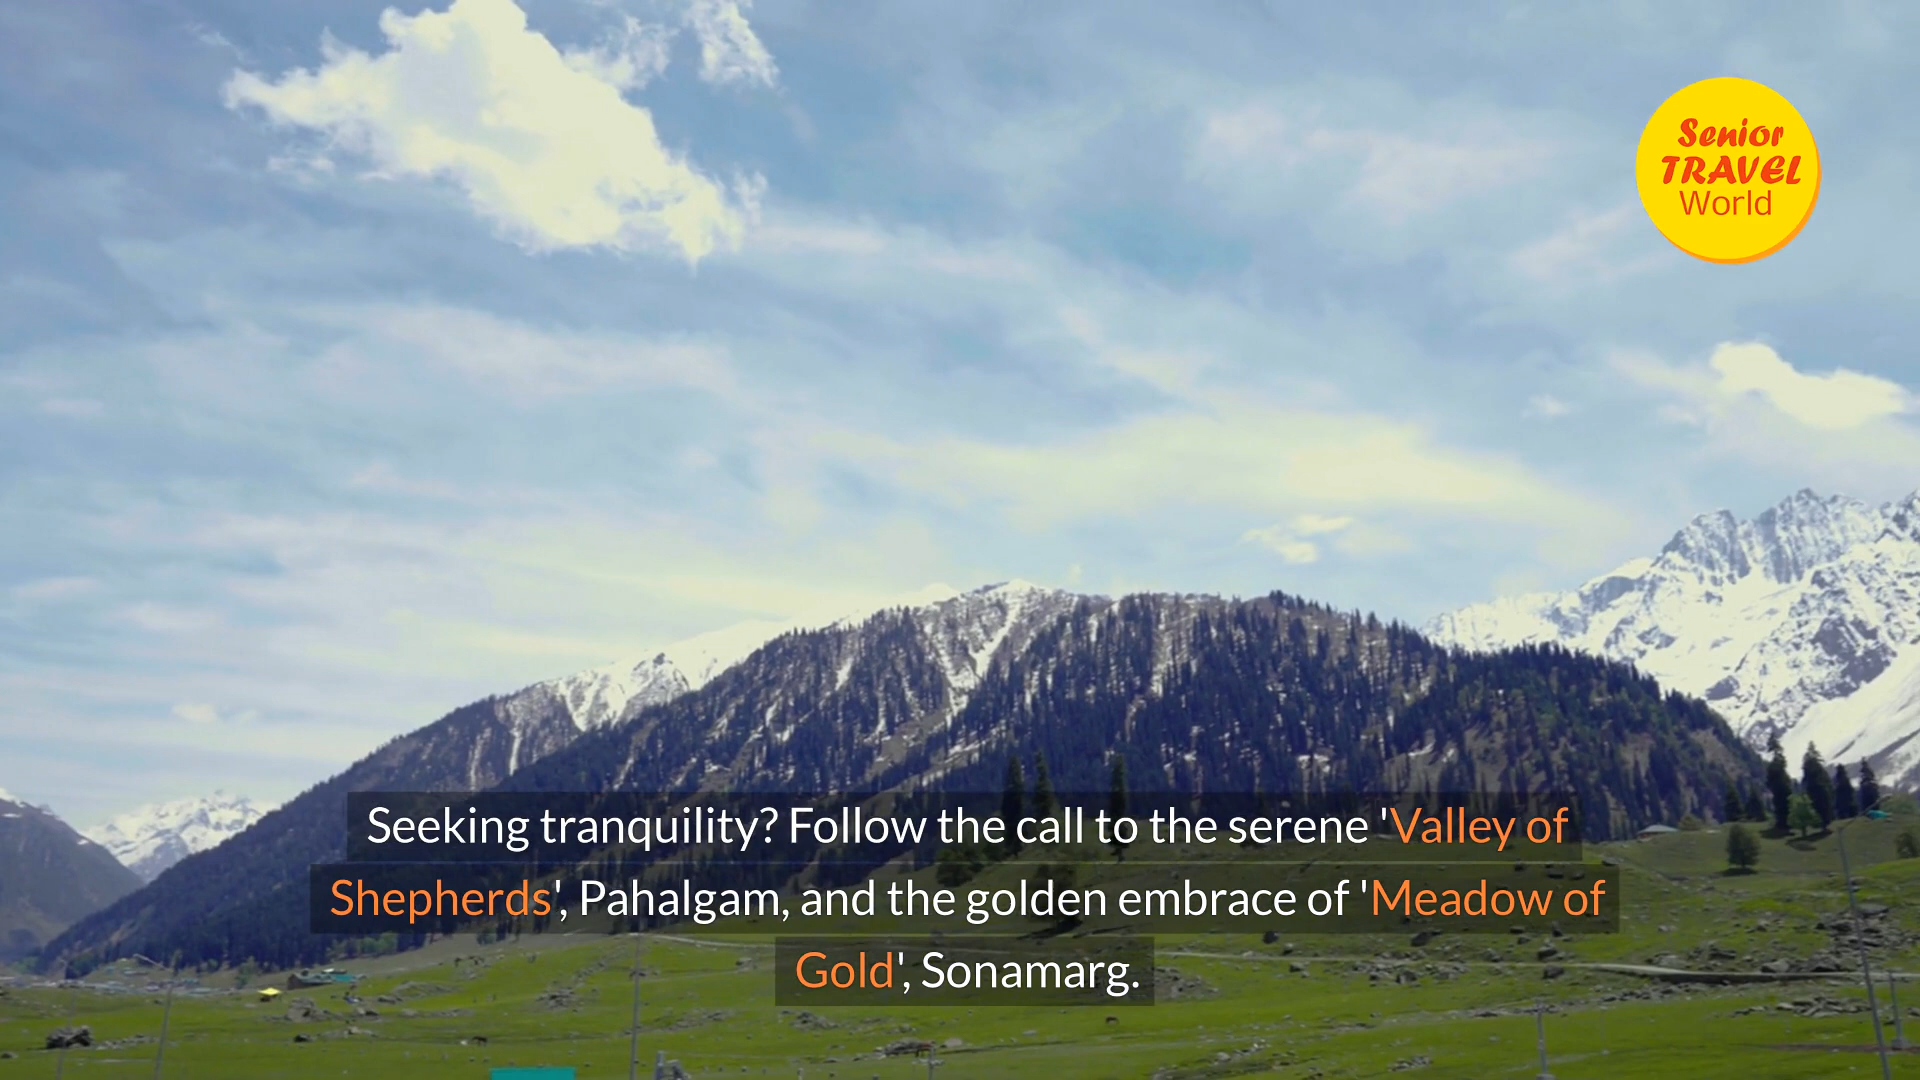 Senior
TRAVEL
World
Seeking tranquility? Follow the call to the serene 'Valley of
Shepherds', Pahalgam, and the golden embrace of 'Meadow of
Gold', Sonamarg.